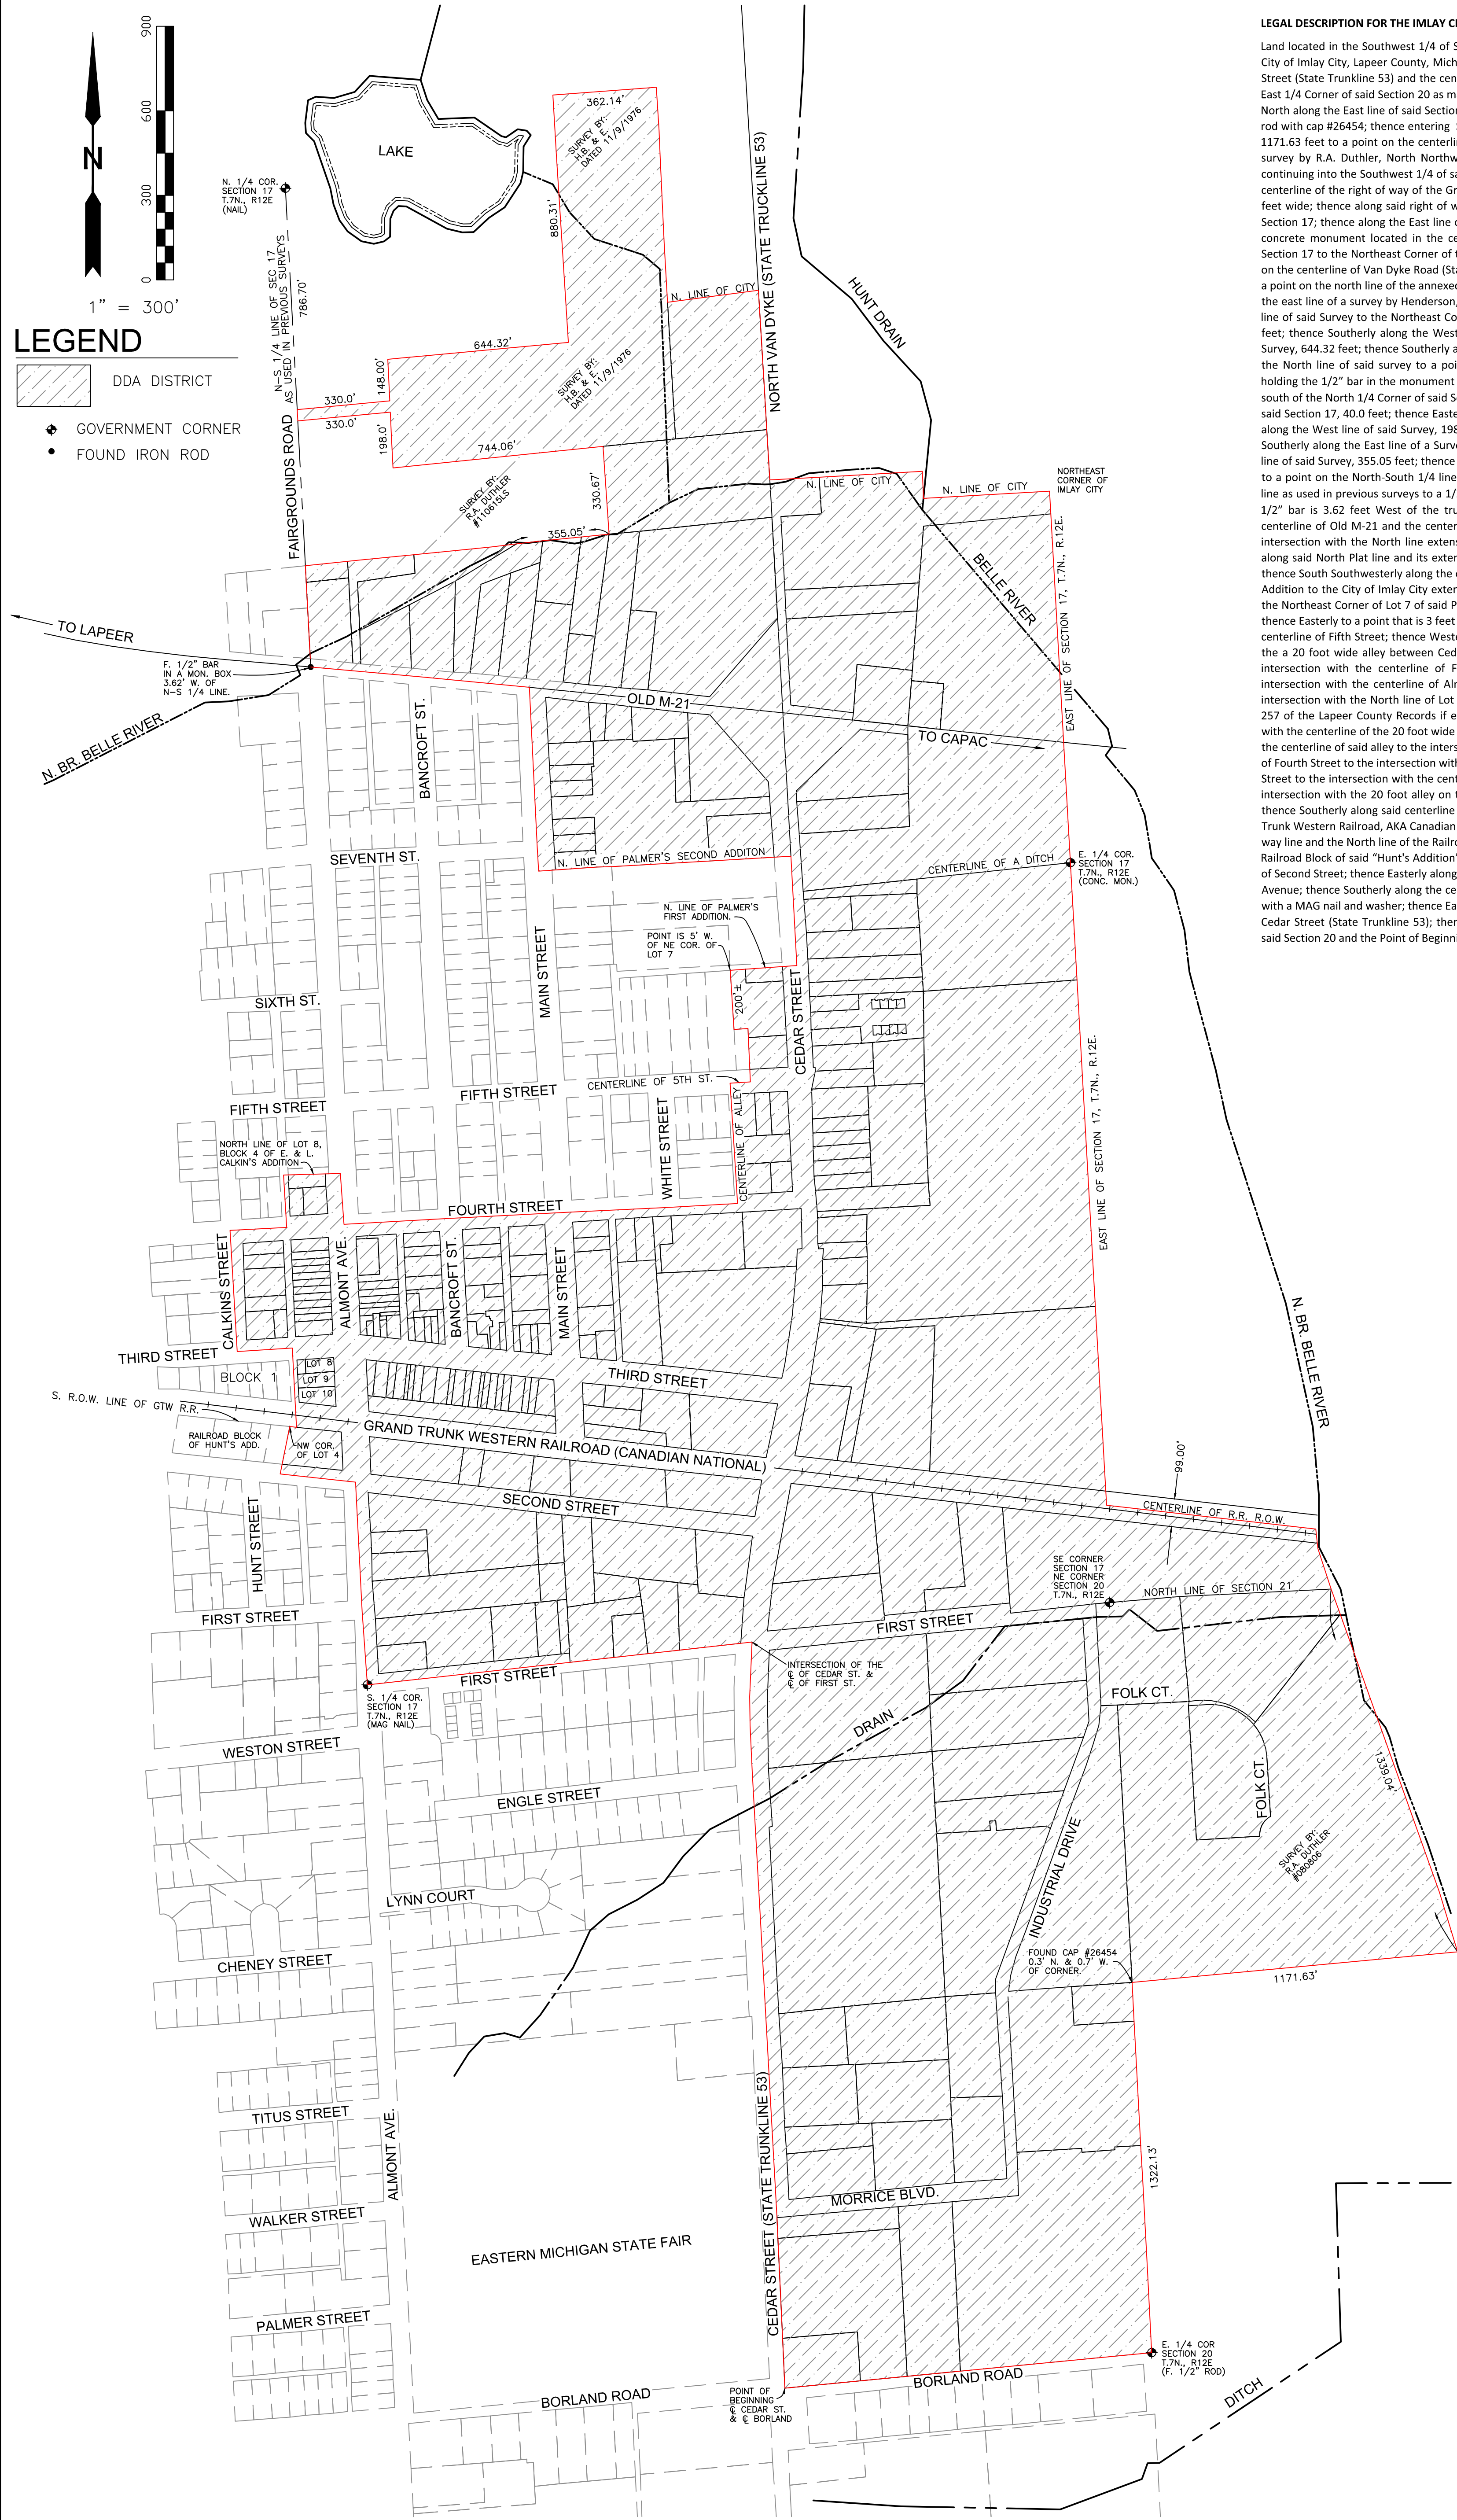 900
600
300
0
1" = 300'
N
LEGEND
DDA DISTRICT
GOVERNMENT CORNER
FOUND IRON ROD
LEGAL DESCRIPTION FOR THE IMLAY CI
Land located in the Southwest 1/4 of S
City of Imlay City, Lapeer County, Mich
Street (State Trunkline 53) and the cen
East 1/4 Corner of said Section 20 as m
North along the East line of said Section
rod with cap #26454; thence entering
1171.63 feet to a point on the centerlin
survey by R.A. Duthler, North Northw
continuing into the Southwest 1/4 of sa
centerline of the right of way of the Gr
feet wide; thence along said right of w
Section 17; thence along the East line o
concrete monument located in the ce
Section 17 to the Northeast Corner of t
on the centerline of Van Dyke Road (Sta
a point on the north line of the annexed
the east line of a survey by Henderson,
line of said Survey to the Northeast Co
feet; thence Southerly along the West
Survey, 644.32 feet; thence Southerly a
the North line of said survey to a poi
holding the 1/2" bar in the monument
south of the North 1/4 Corner of said Se
said Section 17, 40.0 feet; thence Easte
along the West line of said Survey, 198
Southerly along the East line of a Surve
line of said Survey, 355.05 feet; thence
to a point on the North-South 1/4 line
line as used in previous surveys to a 1/
1/2" bar is 3.62 feet West of the tru
centerline of Old M-21 and the center
intersection with the North line extens
along said North Plat line and its exten
thence South Southwesterly along the c
Addition to the City of Imlay City exten
the Northeast Corner of Lot 7 of said P
thence Easterly to a point that is 3 feet
centerline of Fifth Street; thence Weste
the a 20 foot wide alley between Ced
intersection with the centerline of F
intersection with the centerline of Alm
intersection with the North line of Lot
257 of the Lapeer County Records if e
with the centerline of the 20 foot wide
the centerline of said alley to the inters
of Fourth Street to the intersection with
Street to the intersection with the cent
intersection with the 20 foot alley on t
thence Southerly along said centerline
Trunk Western Railroad, AKA Canadian
way line and the North line of the Railro
Railroad Block of said "Hunt's Addition"
of Second Street; thence Easterly along
Avenue; thence Southerly along the ce
with a MAG nail and washer; thence Ea
Cedar Street (State Trunkline 53); then
said Section 20 and the Point of Beginni
LAKE
N. 1/4 COR.
SECTION 17
T.7N., R12E
(NAIL)
N-S 1/4 LINE OF SEC 17
AS USED IN PREVIOUS SURVEYS
786.70'
362.14'
SURVEY BY:
H.B. & E.
DATED 11/9/1976
880.31'
N. LINE OF CITY
NORTH VAN DYKE (STATE TRUCKLINE 53)
HUNT DRAIN
644.32'
148.00'
330.0'
330.0'
198.0'
SURVEY BY:
H.B. & E.
DATED 11/9/1976
744.06'
330.67'
SURVEY BY:
R.A. DUTHLER
#110615LS
355.05'
FAIRGROUNDS ROAD
N. LINE OF CITY
N. LINE OF CITY
NORTHEAST
CORNER OF
IMLAY CITY
BELLE RIVER
EAST LINE OF SECTION 17, T.7N., R.12E.
TO LAPEER
F. 1/2" BAR
IN A MON. BOX
3.62' W. OF
N-S 1/4 LINE.
N. BR. BELLE RIVER
OLD M-21
TO CAPAC
BANCROFT ST.
SEVENTH ST.
N. LINE OF PALMER'S SECOND ADDITON
CENTERLINE OF A DITCH
E. 1/4 COR.
SECTION 17
T.7N., R12E
(CONC. MON.)
N. LINE OF PALMER'S
FIRST ADDITION.
POINT IS 5' W.
OF NE COR. OF
LOT 7
MAIN STREET
SIXTH ST.
200'±
CEDAR STREET
EAST LINE OF SECTION 17, T.7N., R.12E.
CENTERLINE OF 5TH ST.
FIFTH STREET
FIFTH STREET
WHITE STREET
CENTERLINE OF ALLEY
NORTH LINE OF LOT 8,
BLOCK 4 OF E. & L.
CALKIN'S ADDITION
FOURTH STREET
CALKINS STREET
ALMONT AVE.
BANCROFT ST.
MAIN STREET
THIRD STREET
BLOCK 1
LOT 8
LOT 9
LOT 10
THIRD STREET
S. R.O.W. LINE OF GTW R.R.
RAILROAD BLOCK
OF HUNT'S ADD.
NW COR.
OF LOT 4
GRAND TRUNK WESTERN RAILROAD (CANADIAN NATIONAL)
99.00'
CENTERLINE OF R.R. R.O.W.
N. BR. BELLE RIVER
SECOND STREET
HUNT STREET
SE CORNER
SECTION 17
NE CORNER
SECTION 20
T.7N., R12E
NORTH LINE OF SECTION 21
FIRST STREET
FIRST STREET
FIRST STREET
INTERSECTION OF THE
℄ OF CEDAR ST. &
℄ OF FIRST ST.
S. 1/4 COR.
SECTION 17
T.7N., R12E
(MAG NAIL)
FOLK CT.
DRAIN
WESTON STREET
ENGLE STREET
FOLK CT.
1339.04'
INDUSTRIAL DRIVE
SURVEY BY:
R.A. DUTHLER
#080806
LYNN COURT
CHENEY STREET
FOUND CAP #26454
0.3' N. & 0.7' W.
OF CORNER.
1171.63'
TITUS STREET
ALMONT AVE.
CEDAR STREET (STATE TRUNKLINE 53)
1322.13'
MORRICE BLVD.
WALKER STREET
EASTERN MICHIGAN STATE FAIR
PALMER STREET
E. 1/4 COR
SECTION 20
T.7N., R12E
(F. 1/2" ROD)
BORLAND ROAD
BORLAND ROAD
POINT OF
BEGINNING
℄ CEDAR ST.
& ℄ BORLAND
DITCH